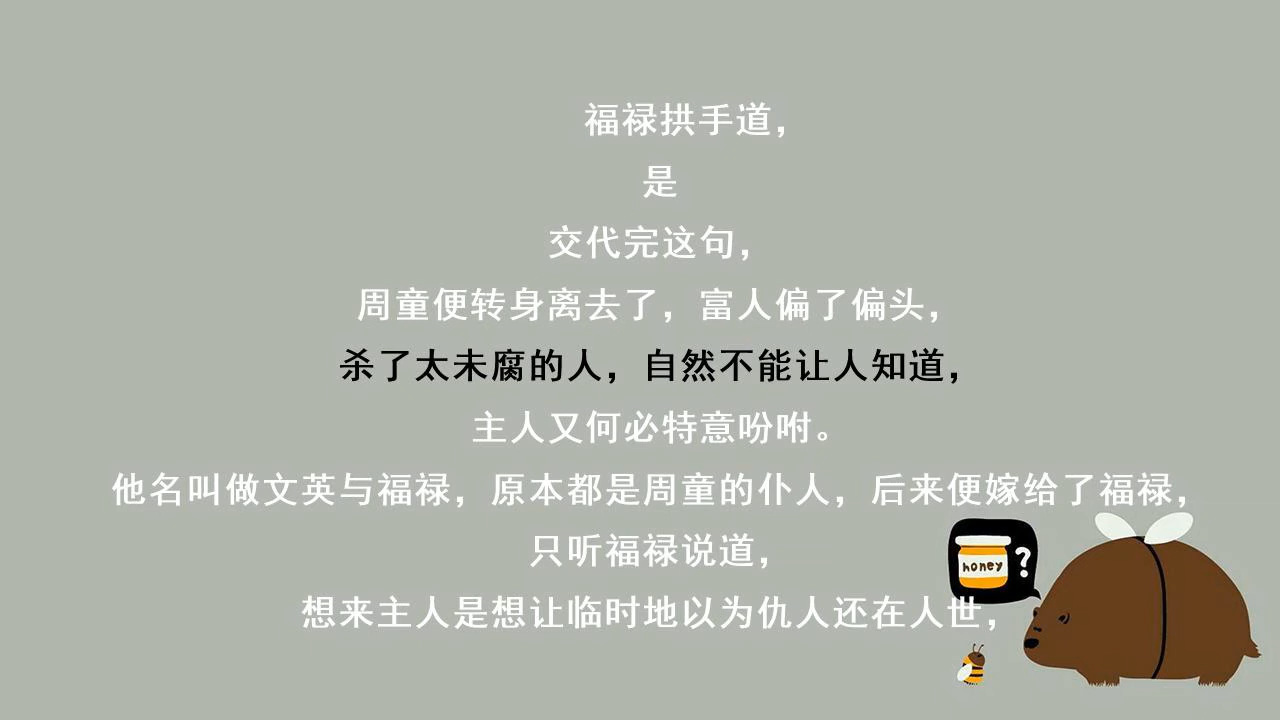 福禄拱手道，
是
交代完这句，
周童便转身离去了，富人偏了偏头，
杀了太未腐的人，自然不能让人知道，
主人又何必特意吩咐。
他名叫做文英与福禄，原本都是周童的仆人，后来便嫁给了福禄，
只听福禄说道，
想来主人是想让临时地以为仇人还在人世，
honey
?